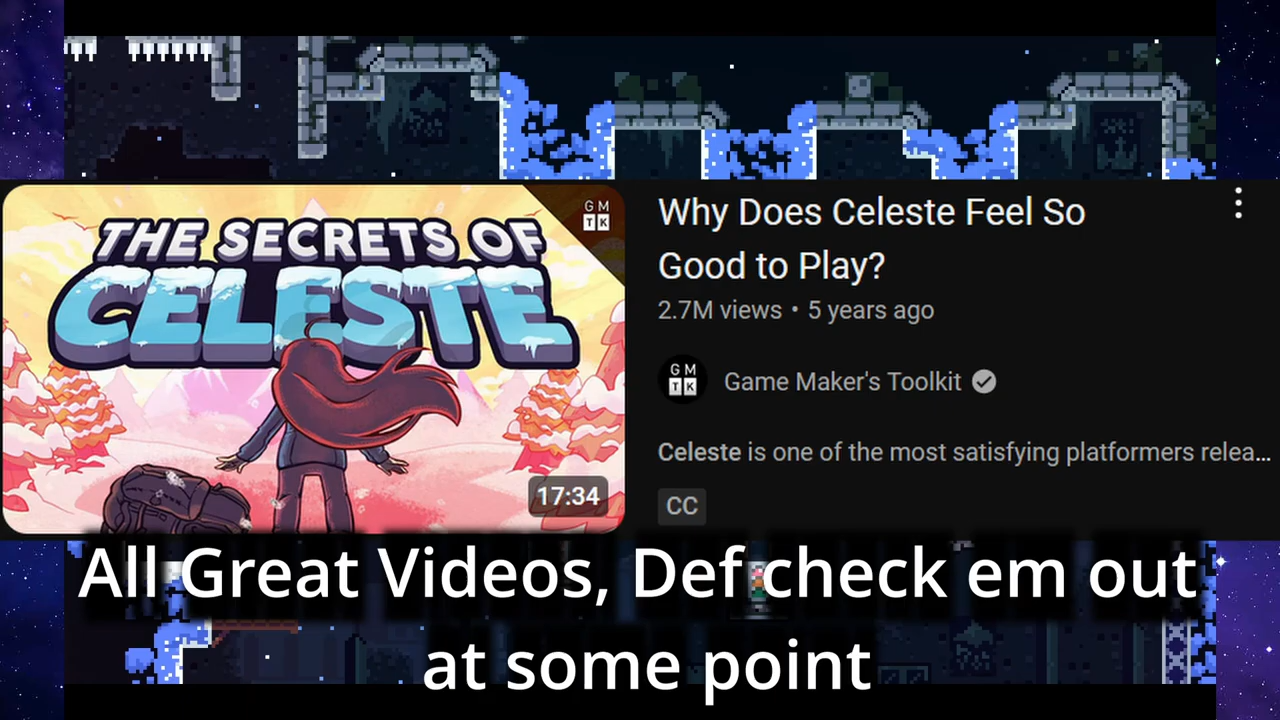 THE SECRETS OF
CELESTE
GM
TK
17:34
Why Does Celeste Feel So
Good to Play?
2.7M views • 5 years ago
GM
TK
Game Maker's Toolkit
Celeste is one of the most satisfying platformers relea...
CC
All Great Videos, Def check em out
at some point